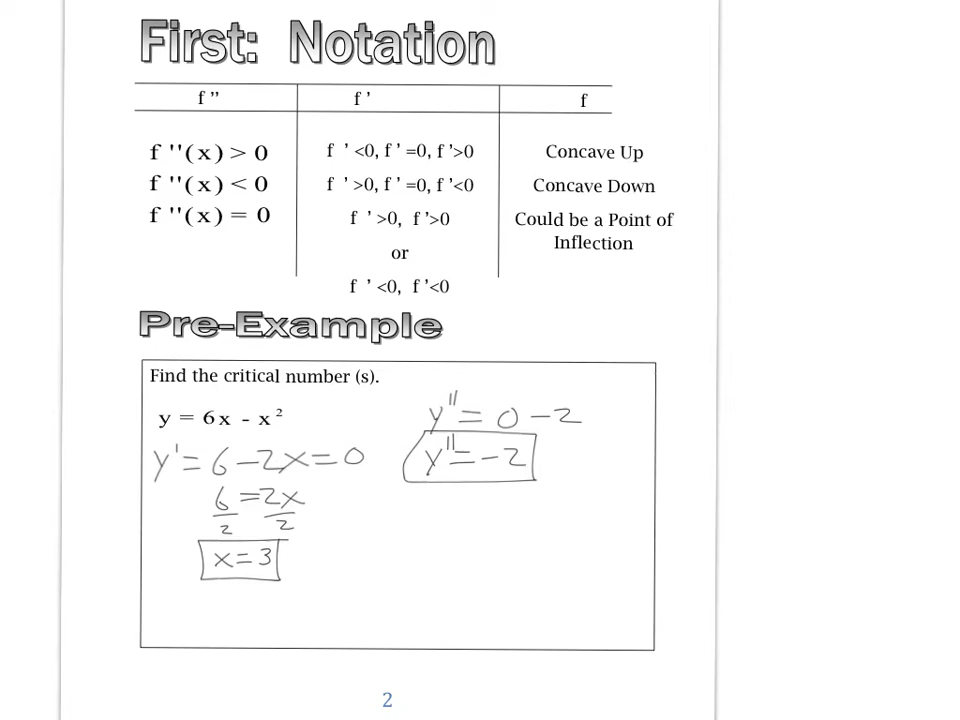 First: Notation
f ” f ’ f
f "(x) > 0 f ’ <0, f ’ =0, f ’>0 Concave Up
f "(x) < 0 f ’ >0, f ’ =0, f ’<0 Concave Down
f "(x) = 0 f ’ >0, f ’>0 Could be a Point of
Inflection
or
f ’ <0, f ’<0
Pre-Example
Find the critical number (s).
y = 6x - x²
y' = 6 - 2x = 0
6 = 2x
2 2
x = 3
y" = 0 - 2
y" = -2
2